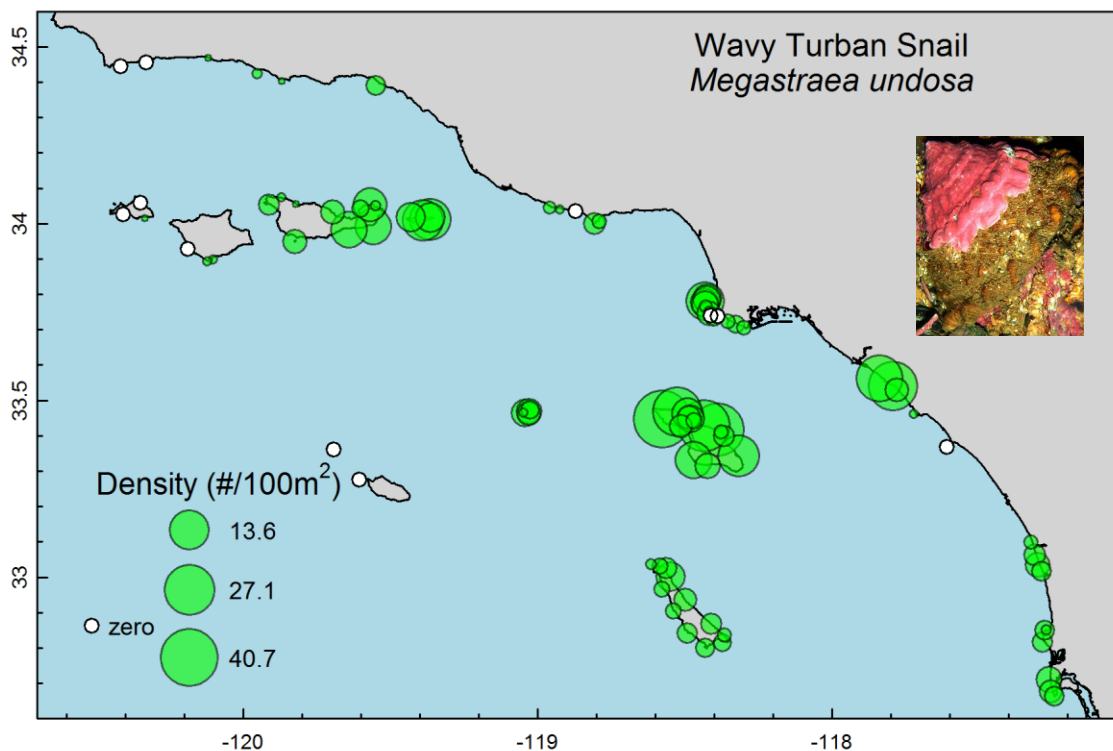 Wavy Turban Snail
Megastraea undosa
34.5
34
33.5
33
Density (#/100m²)
13.6
27.1
40.7
zero
-120
-119
-118